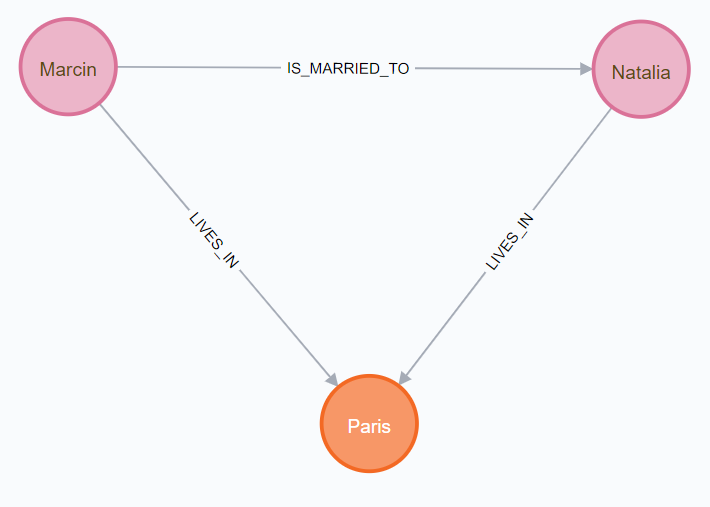 Marcin
IS_MARRIED_TO
Natalia
LIVES_IN
LIVES_IN
Paris